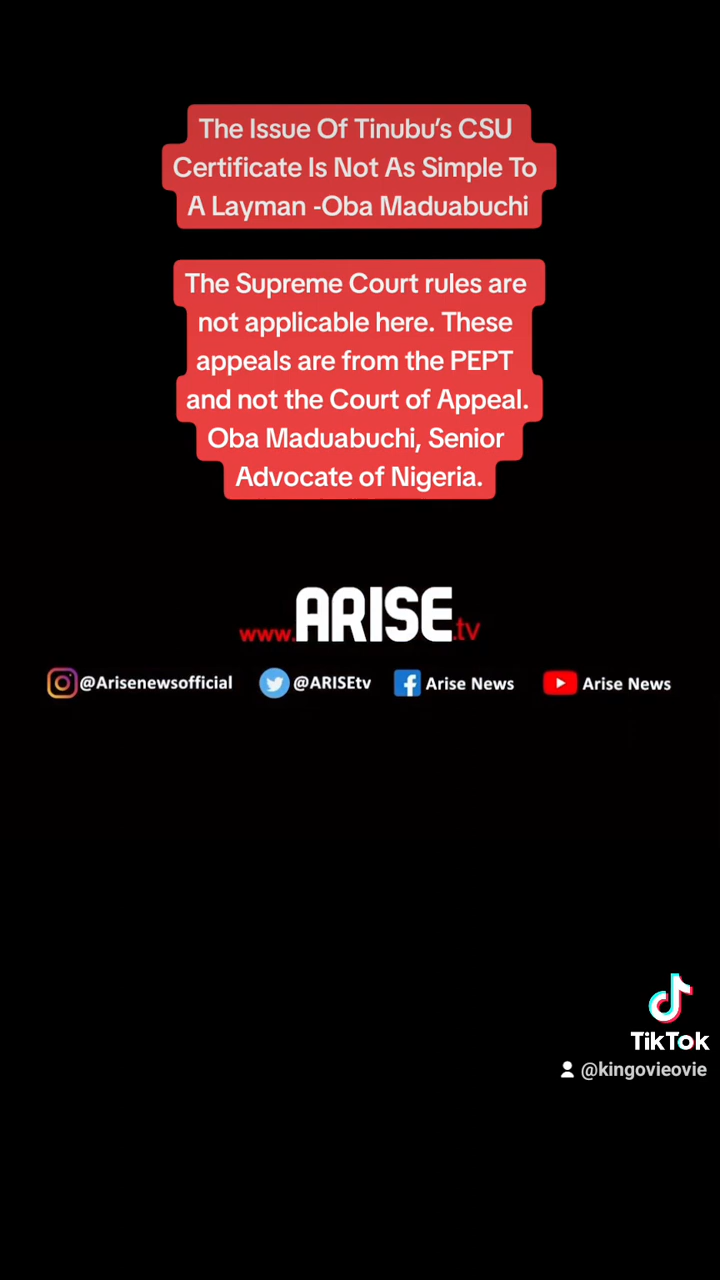 The Issue Of Tinubu’s CSU
Certificate Is Not As Simple To
A Layman -Oba Maduabuchi
The Supreme Court rules are
not applicable here. These
appeals are from the PEPT
and not the Court of Appeal.
Oba Maduabuchi, Senior
Advocate of Nigeria.
www.ARISE.tv
@Arisenewsofficial @ARISEtv Arise News Arise News
TikTok
@kingovieovie